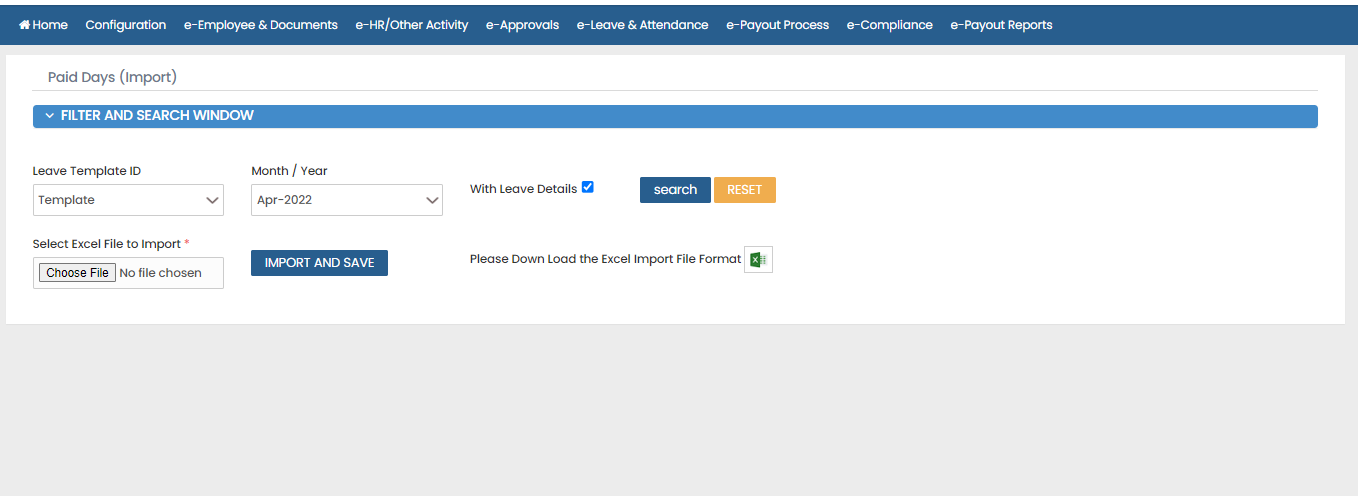 Home Configuration e-Employee & Documents e-HR/Other Activity e-Approvals e-Leave & Attendance e-Payout Process e-Compliance e-Payout Reports
Paid Days (Import)
FILTER AND SEARCH WINDOW
Leave Template ID Month / Year
Template Apr-2022 With Leave Details search RESET
Select Excel File to Import *
Choose File No file chosen IMPORT AND SAVE Please Down Load the Excel Import File Format